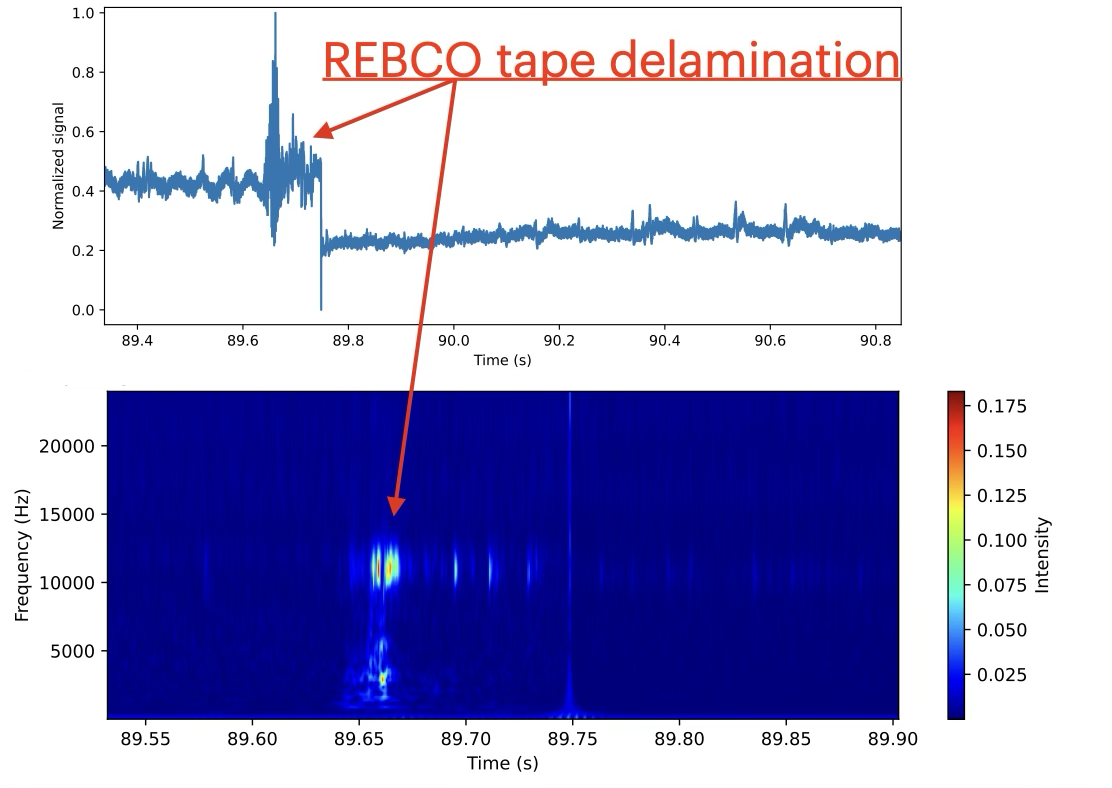 REBCO tape delamination
1.0
0.8
0.6
0.4
0.2
0.0
Normalized signal
89.4 89.6 89.8 90.0 90.2 90.4 90.6 90.8
Time (s)
20000
15000
10000
5000
Frequency (Hz)
89.55 89.60 89.65 89.70 89.75 89.80 89.85 89.90
Time (s)
0.175
0.150
0.125
0.100
0.075
0.050
0.025
Intensity